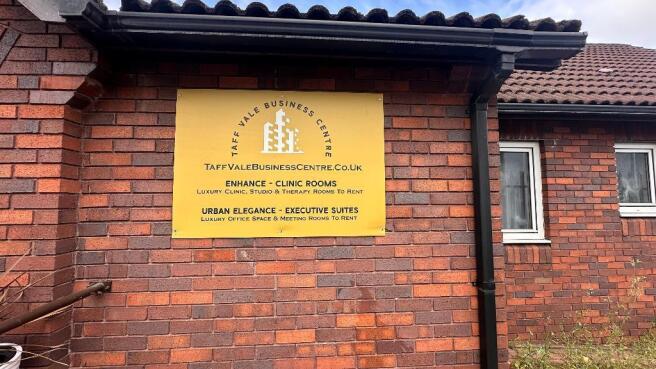 TAFF VALE BUSINESS CENTRE
TAFFVALEBUSINESSCENTRE.CO.UK
ENHANCE - CLINIC ROOMS
LUXURY CLINIC, STUDIO & THERAPY ROOMS TO RENT
URBAN ELEGANCE - EXECUTIVE SUITES
LUXURY OFFICE SPACE & MEETING ROOMS TO RENT